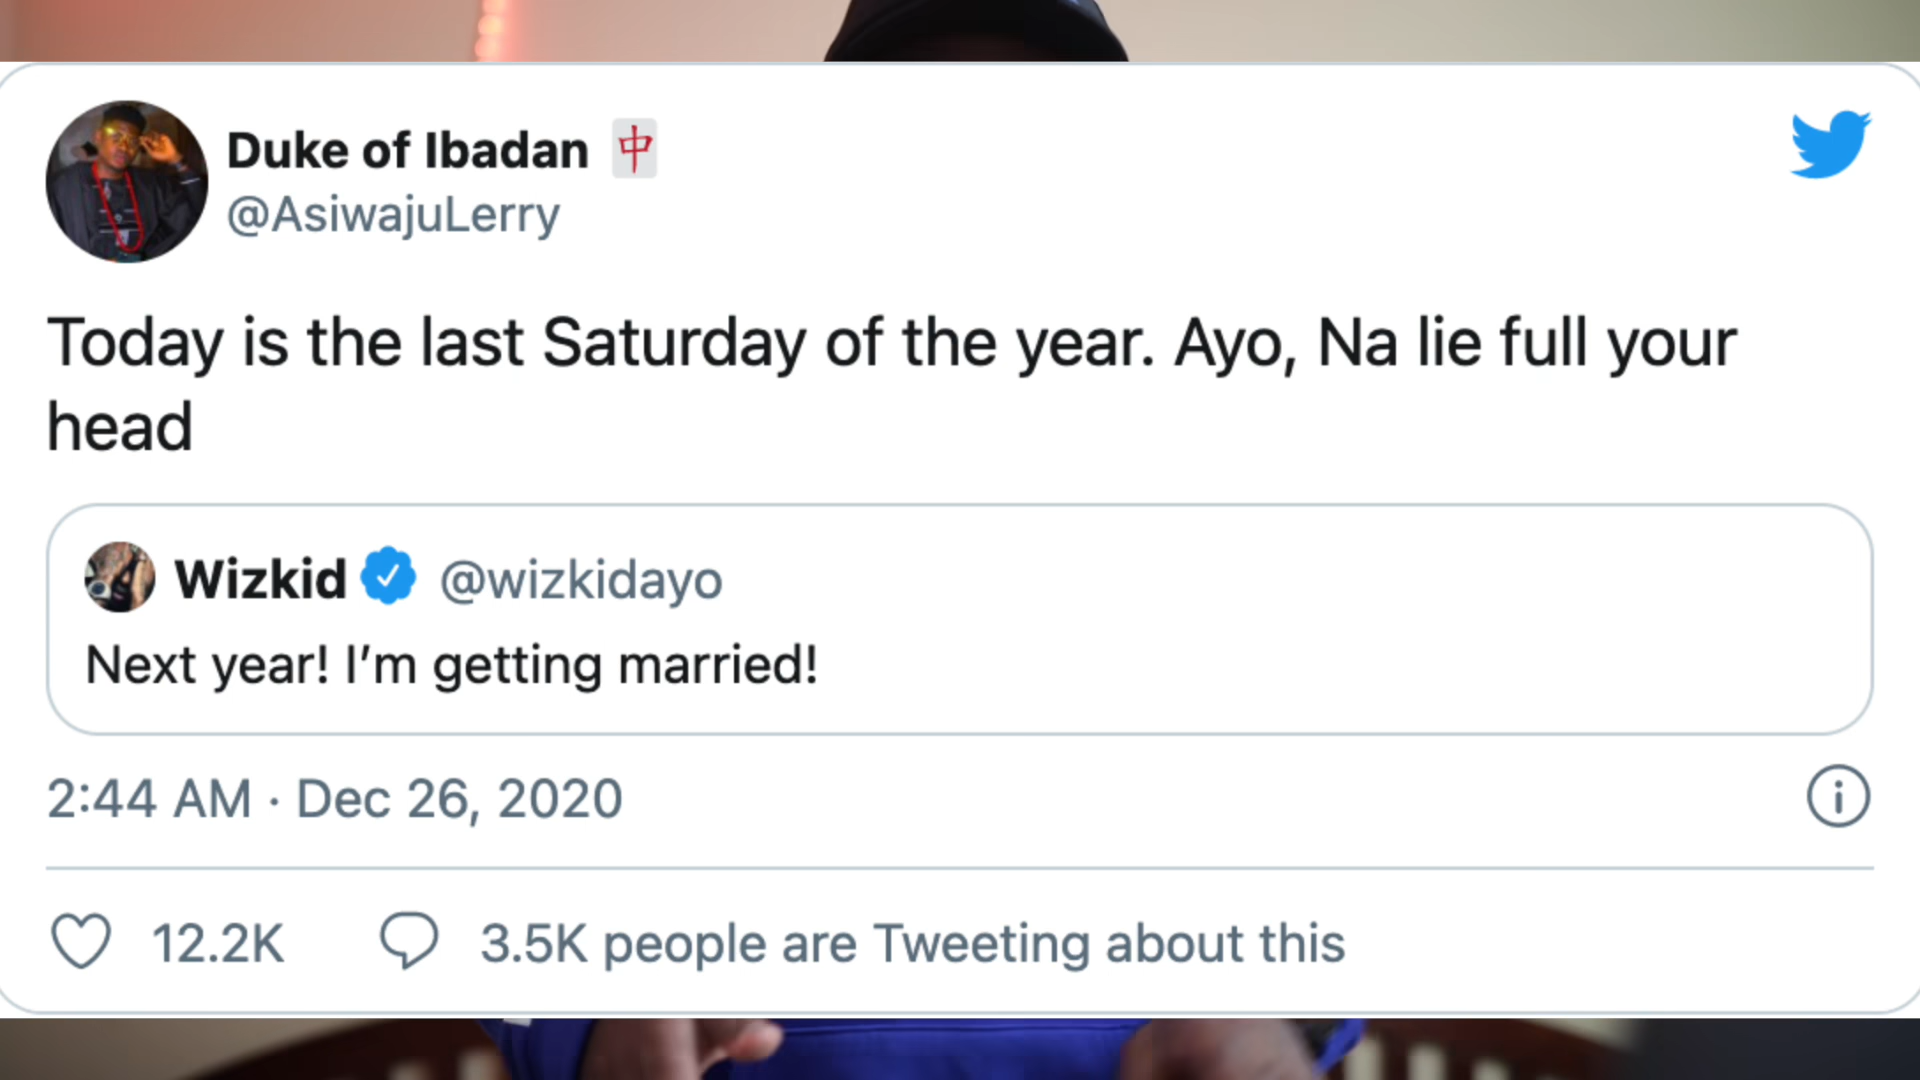 Duke of Ibadan 🀄
@AsiwajuLerry
Today is the last Saturday of the year. Ayo, Na lie full your
head
Wizkid @wizkidayo
Next year! I’m getting married!
2:44 AM · Dec 26, 2020
12.2K 3.5K people are Tweeting about this